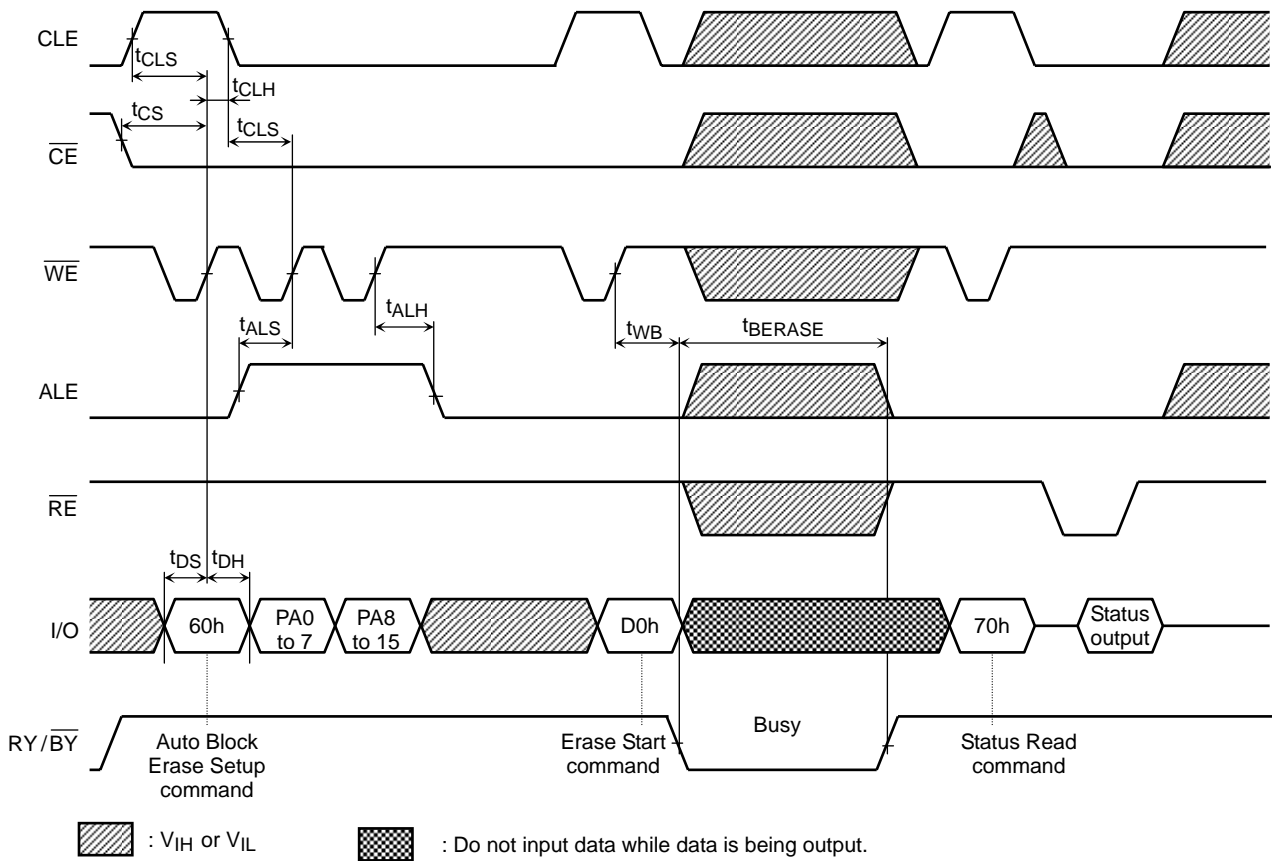 CLE
tCLS
tCLH
tCS
tCLS
CE
WE
tALS
tALH
tWB
tBERASE
ALE
RE
tDS
tDH
I/O
60h
PA0
to 7
PA8
to 15
D0h
70h
Status
output
RY/BY
Busy
Auto Block
Erase Setup
command
Erase Start
command
Status Read
command
: VIH or VIL
: Do not input data while data is being output.